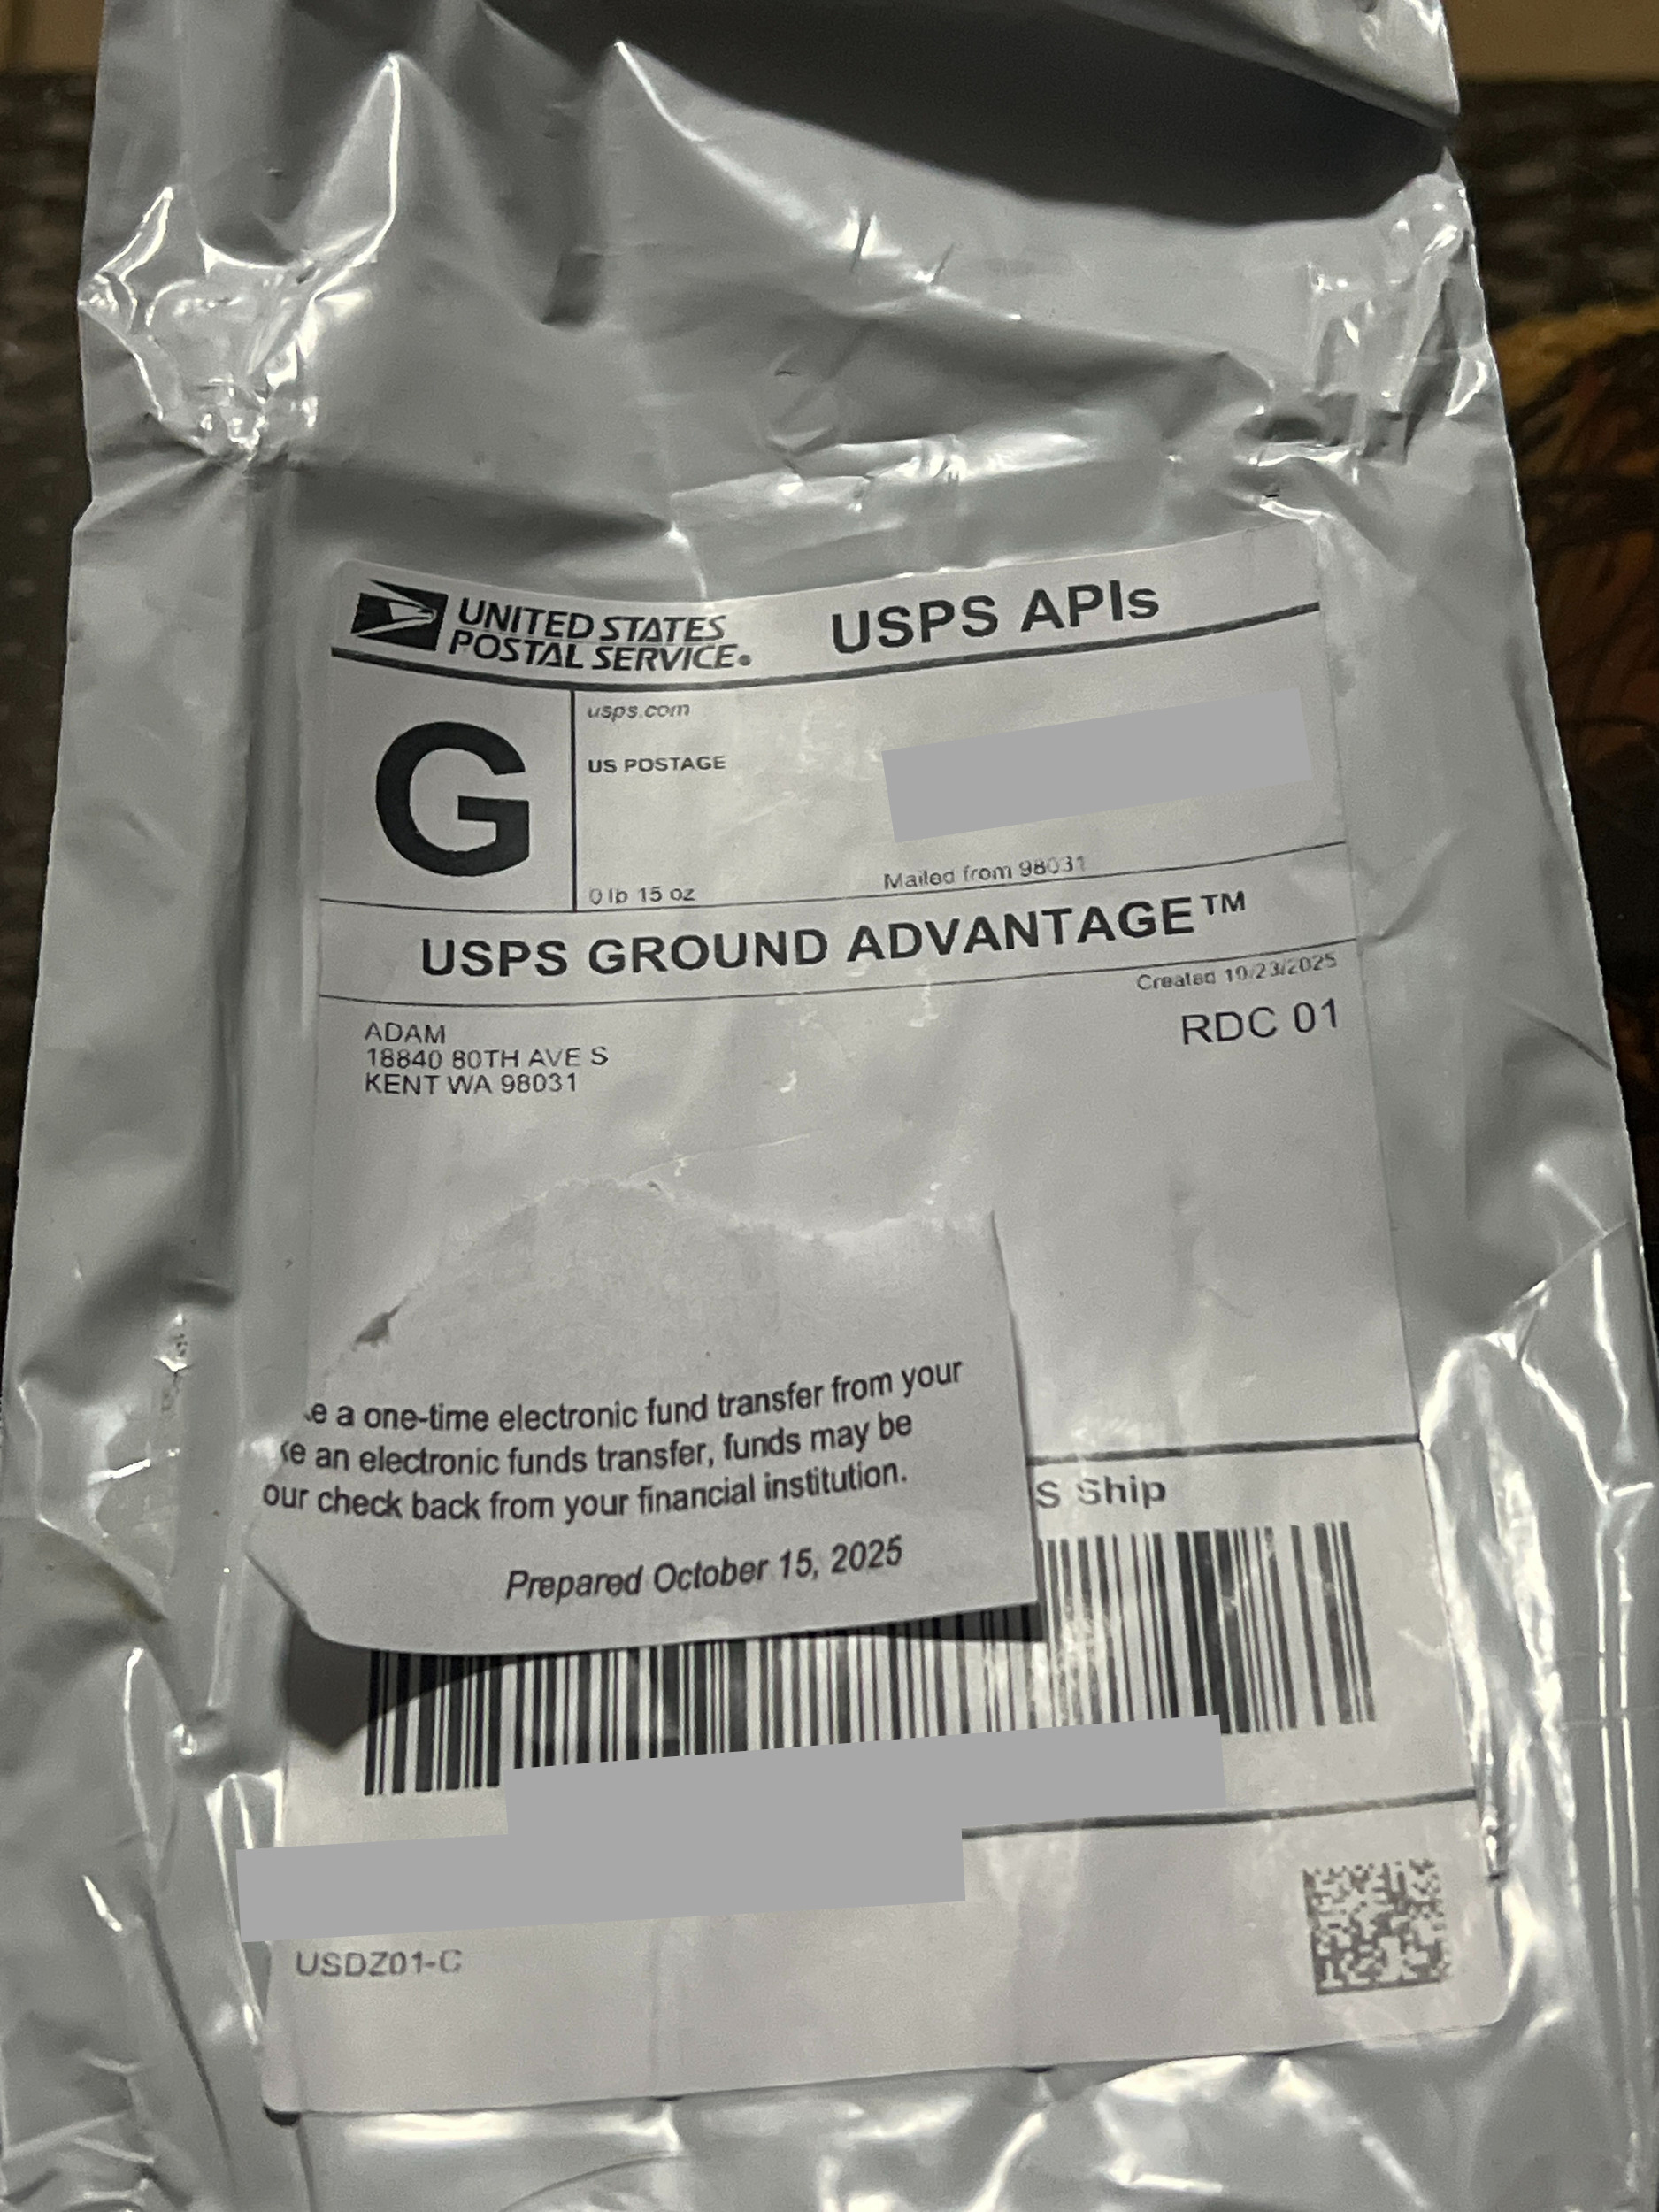 UNITED STATES
POSTAL SERVICE.
USPS APIs
G
usps.com
US POSTAGE
0 lb 15 oz
Mailed from 98031
USPS GROUND ADVANTAGE™
Created 10/23/2025
ADAM
18840 80TH AVE S
KENT WA 98031
RDC 01
e a one-time electronic fund transfer from your
e an electronic funds transfer, funds may be
our check back from your financial institution.
Prepared October 15, 2025
S Ship
USDZ01-C